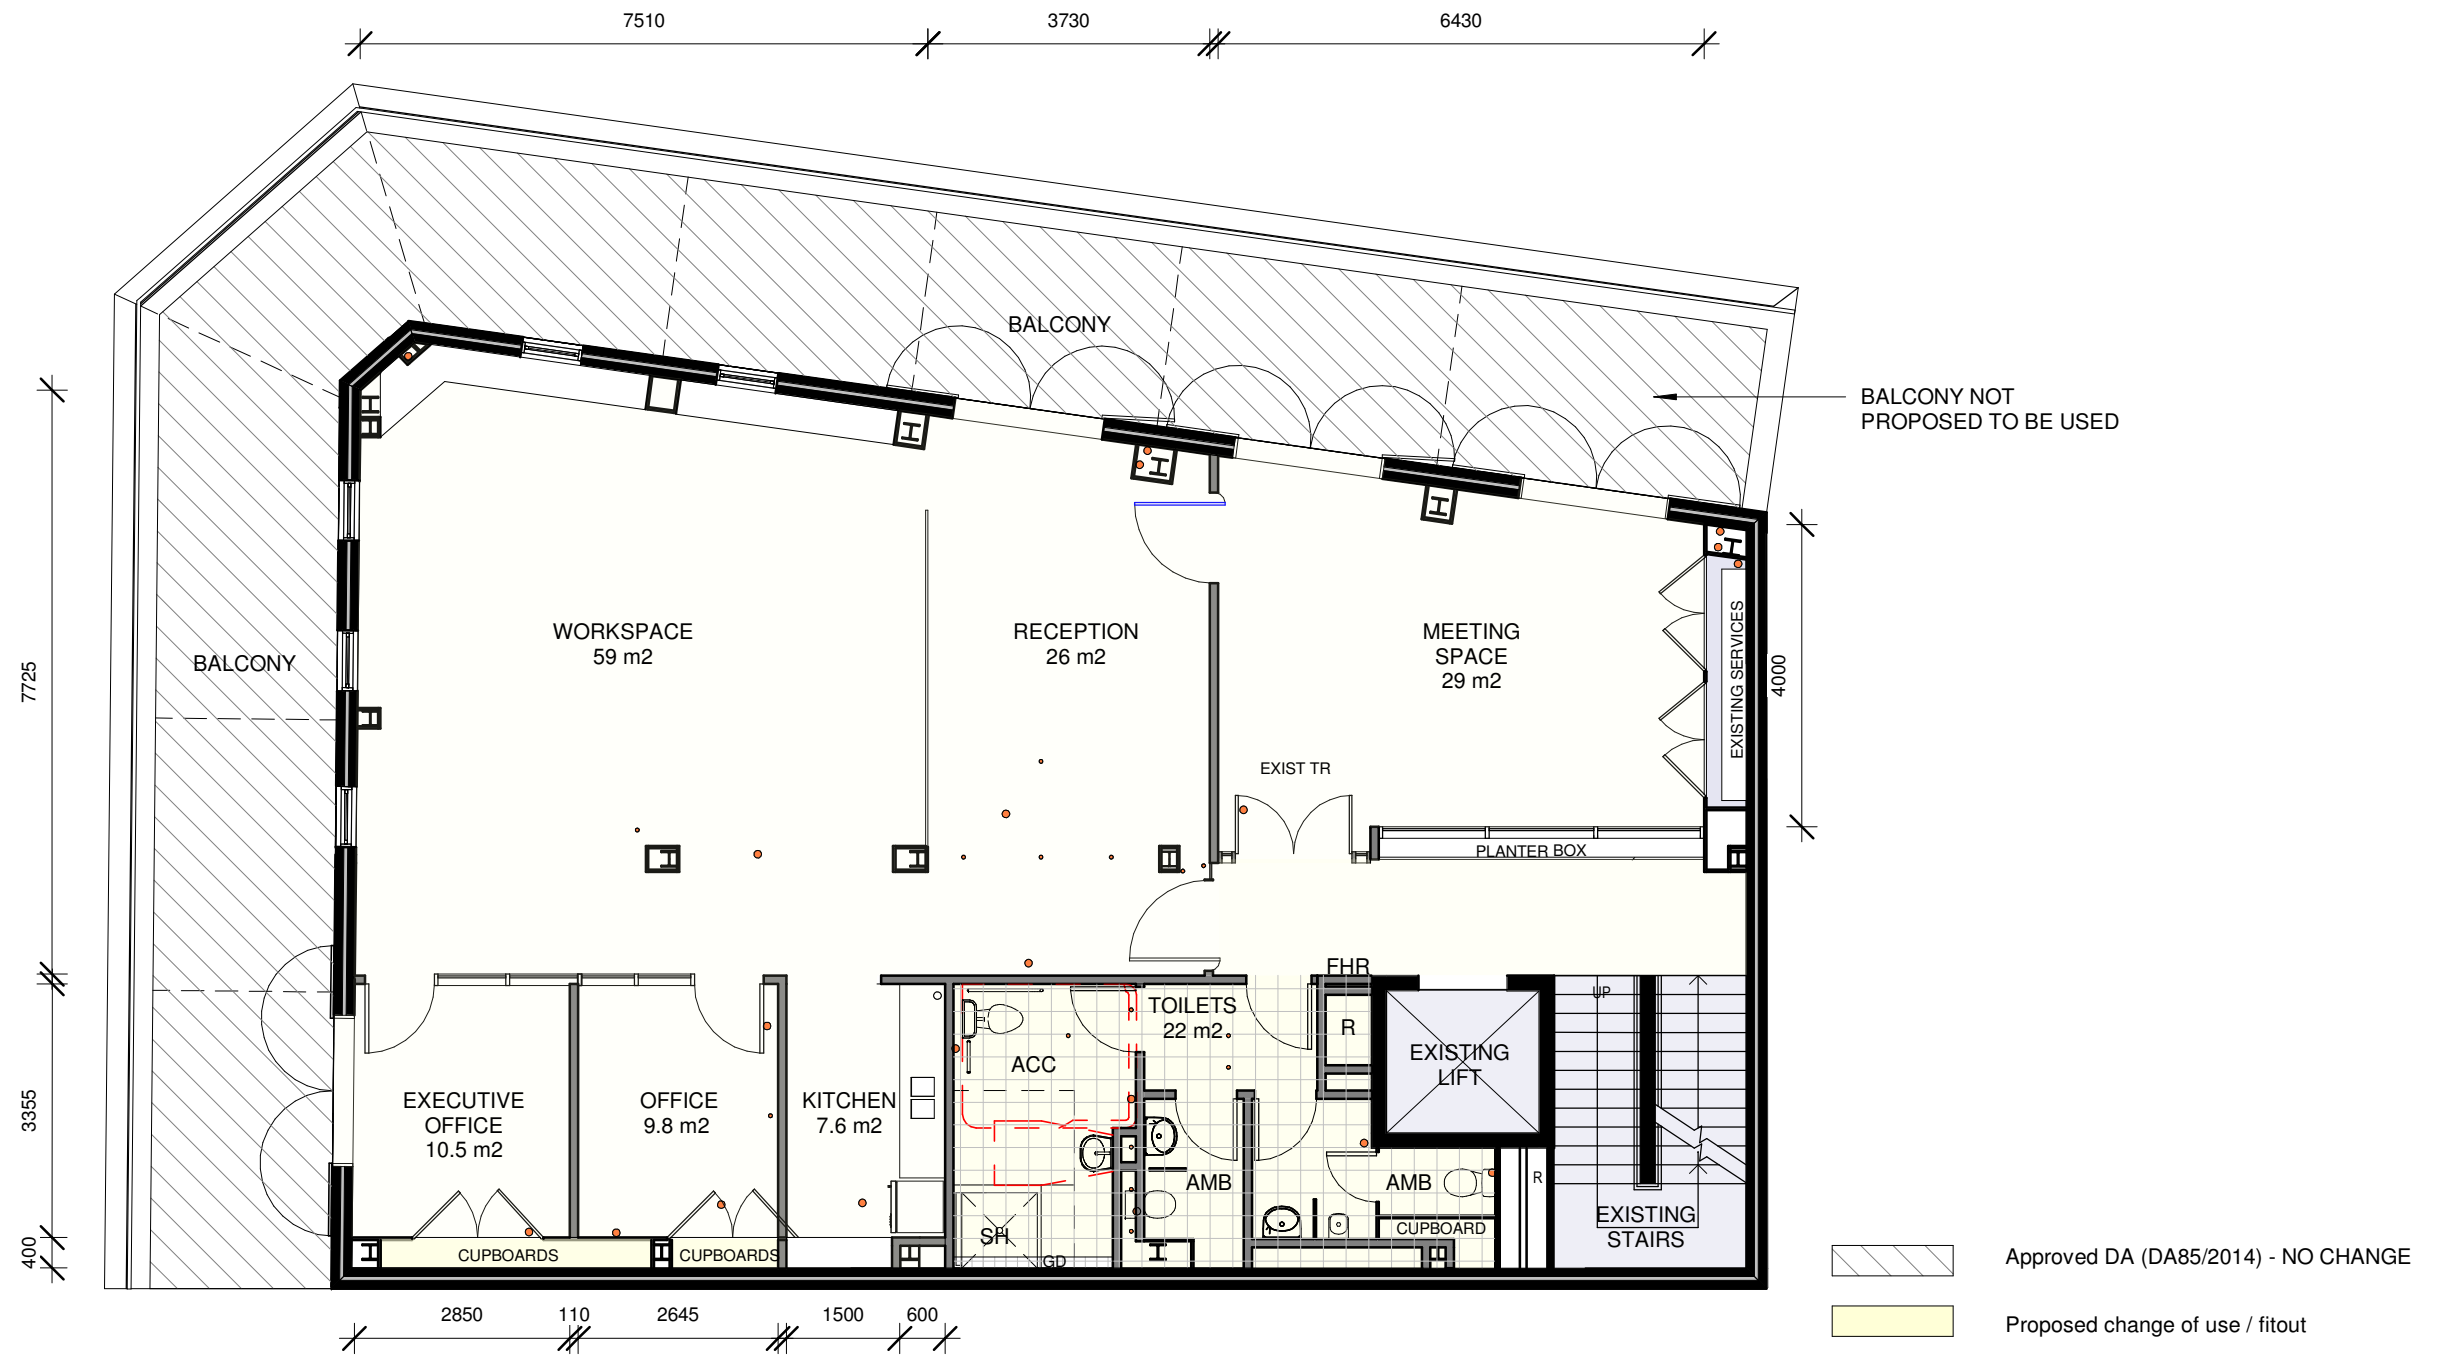 7510
3730
6430
BALCONY
BALCONY NOT
PROPOSED TO BE USED
7725
BALCONY
WORKSPACE
59 m2
RECEPTION
26 m2
MEETING
SPACE
29 m2
EXISTING SERVICES
4000
EXIST TR
PLANTER BOX
FHR
UP
TOILETS
22 m2
R
ACC
EXISTING
LIFT
3355
EXECUTIVE
OFFICE
10.5 m2
OFFICE
9.8 m2
KITCHEN
7.6 m2
AMB
AMB
R
CUPBOARD
EXISTING
STAIRS
SH
GD
400
CUPBOARDS
CUPBOARDS
Approved DA (DA85/2014) - NO CHANGE
2850
110
2645
1500
600
Proposed change of use / fitout